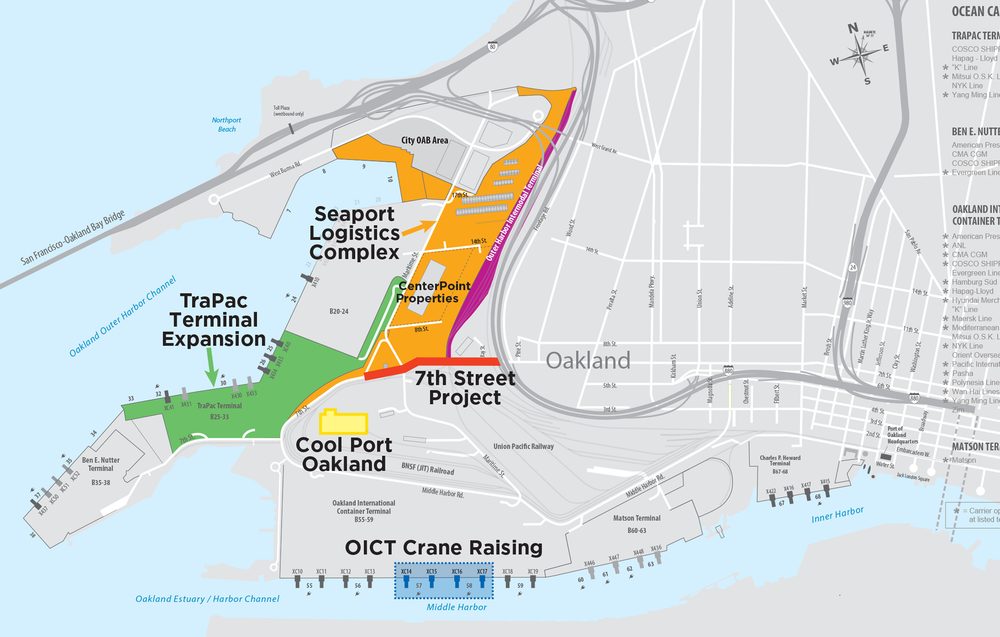 OCEAN CA
TRAPAC TERM
COSCO SHIPP
Hapag - Lloyd
* "K" Line
* Mitsui O.S.K. L
NYK Line
* Yang Ming Line
BEN E. NUTTE
American Pres
CMA CGM
COSCO SHIPP
* Evergreen Line
OAKLAND INT
CONTAINER T
* American Pres
* ANL
* CMA CGM
* COSCO SHIPP
Evergreen Line
* Hamburg Süd
* Hapag-Lloyd
* Hyundai Merch
"K" Line
* Maersk Line
* Mediterranean
Mitsui O.S.K. L
* NYK Line
Orient Oversea
* Pacific Internat
* Pasha
* Polynesia Line
* Wan Hai Lines
* Yang Ming Line
Zim
MATSON TERM
* Matson
* = Carrier op
at listed te
N
MAGNETIC
14° 11'
E
W
S
80
Toll Plaza
(westbound only)
Northport
Beach
San Francisco-Oakland Bay Bridge
West Burma Rd.
City OAB Area
West Grand Av.
7
8
9
10
20
21
22
23
24
17th St.
Seaport
Logistics
Complex
14th St.
Maritime St.
Outer Harbor Intermodal Terminal
Frontage Rd.
Wood St.
14th St.
CenterPoint
Properties
8th St.
X410
B20-24
Oakland Outer Harbor Channel
TraPac
Terminal
Expansion
25
26
XC40
X435
X434
30
32
33
XC41
X431
X430
X433
TraPac Terminal
B25-33
7th St.
7th St.
7th Street
Project
Cool Port
Oakland
Oakland
Bay St.
Pine St.
8th St.
5th St.
3rd St.
Peralta St.
Mandela Pkwy.
Union St.
Adeline St.
Market St.
Kirkham St.
Magnolia St.
Chestnut St.
Filbert St.
Brush St.
Martin Luther King Jr. Way
Jefferson St.
Clay St.
Washington St.
Broadway
San Pablo Av.
14th St.
11th St.
7th St.
6th St.
4th St.
3rd St.
2nd St.
24
980
880
880
Port of
Oakland
Headquarters
Embarcadero W.
Water St.
Jack London Square
34
35
37
38
XC52
XC51
XC50
X437
Ben E. Nutter
Terminal
B35-38
Union Pacific Railway
BNSF (JIT) Railroad
Maritime St.
Middle Harbor Rd.
Middle Harbor Rd.
Oakland International
Container Terminal
B55-59
Matson Terminal
B60-63
Charles P. Howard
Terminal
B67-68
X422
X416
X417
X415
67
68
Inner Harbor
OICT Crane Raising
XC10
XC11
XC12
XC13
XC14
XC15
XC16
XC17
XC18
XC19
55
56
57
58
59
X446
X447
X448
X436
60
61
62
63
Oakland Estuary / Harbor Channel
Middle Harbor